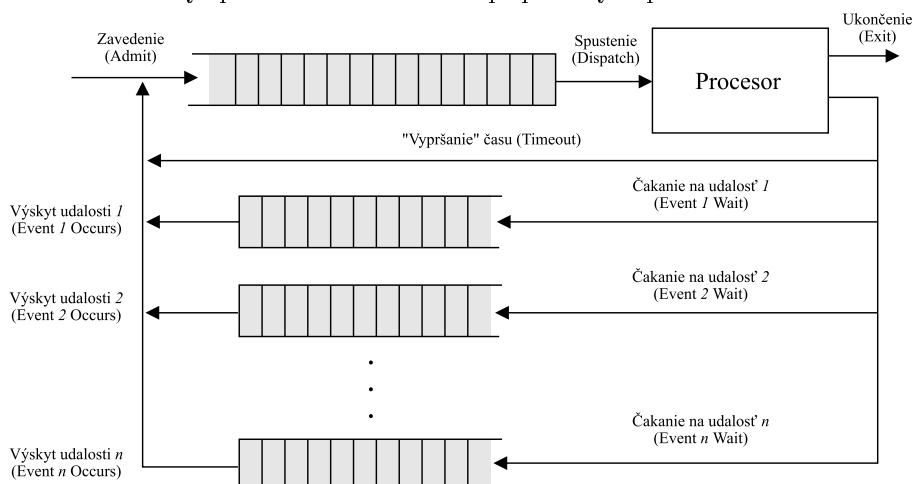 Zavedenie
(Admit)
Spustenie
(Dispatch)
Procesor
Ukončenie
(Exit)
"Vypršanie" času (Timeout)
Výskyt udalosti 1
(Event 1 Occurs)
Čakanie na udalosť 1
(Event 1 Wait)
Výskyt udalosti 2
(Event 2 Occurs)
Čakanie na udalosť 2
(Event 2 Wait)
Výskyt udalosti n
(Event n Occurs)
Čakanie na udalosť n
(Event n Wait)